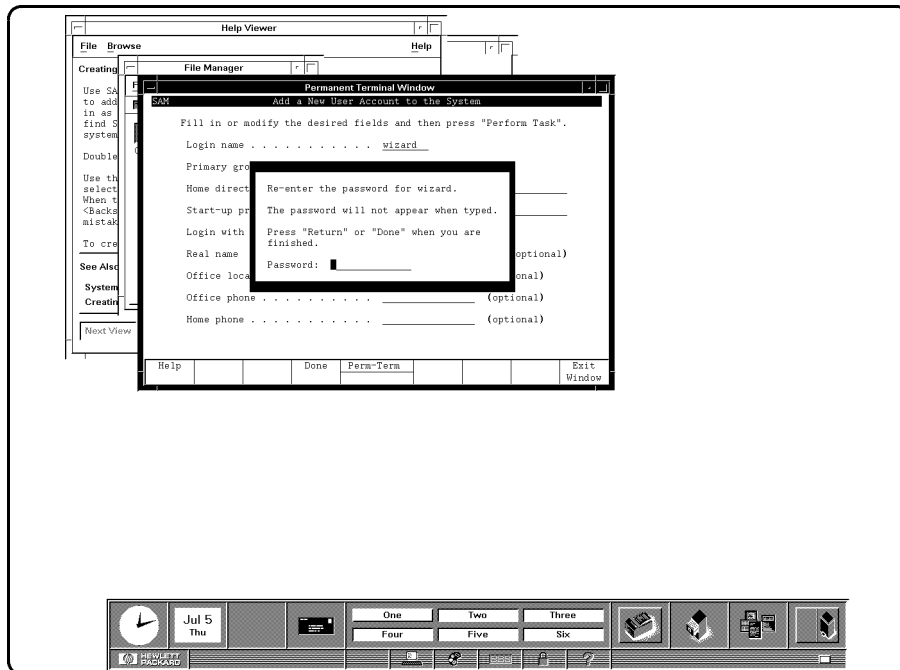 Help Viewer
File Browse Help
Creating
Use SA
to add
in as
find S
system
Double
Use th
select
When t
<Backs
mistak
To cre
See Also
System
Creatin
Next View
File Manager
Permanent Terminal Window
SAM Add a New User Account to the System
Fill in or modify the desired fields and then press "Perform Task".
Login name . . . . . . . . . . . wizard
Primary gro
Home direct
Start-up pr
Login with
Real name optional)
Office loca onal)
Office phone . . . . . . . . . . (optional)
Home phone . . . . . . . . . . . (optional)
Re-enter the password for wizard.
The password will not appear when typed.
Press "Return" or "Done" when you are
finished.
Password:
Help Done Perm-Term Exit
Window
Jul 5
Thu
One Two Three
Four Five Six
hp HEWLETT
PACKARD